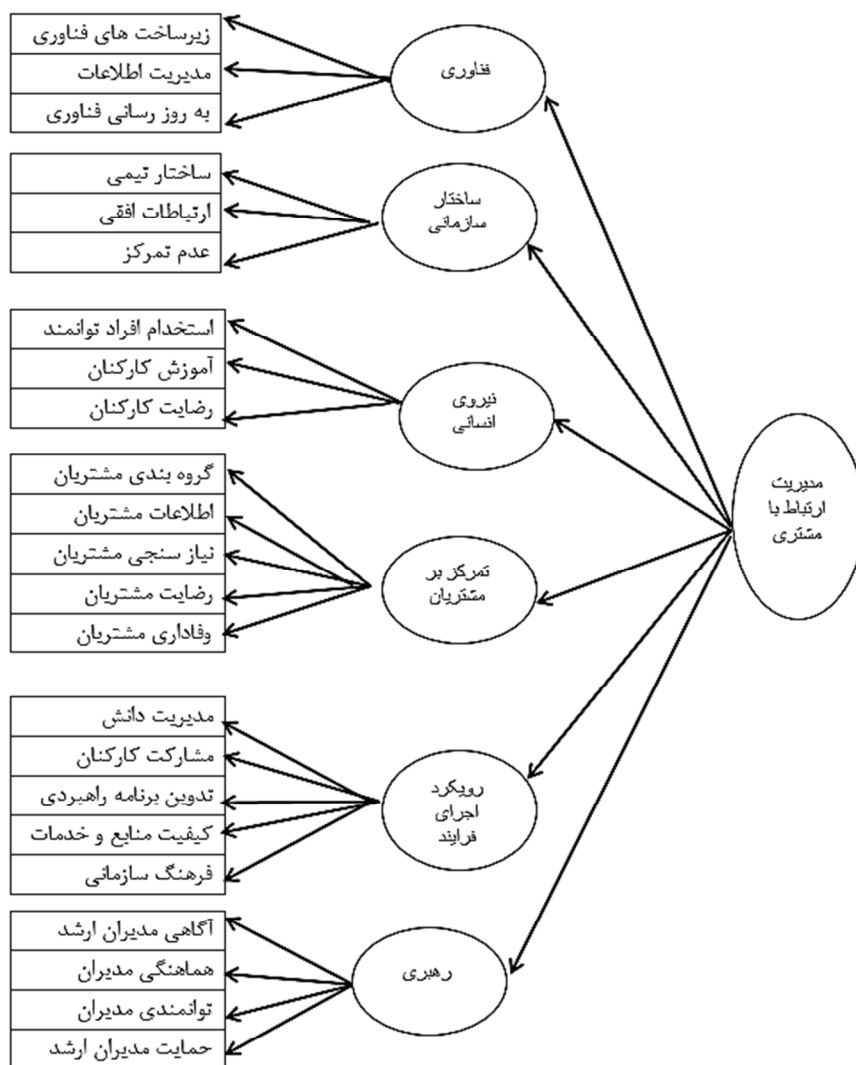 مدیریت
ارتباط با
مشتری
فناوری
زیرساخت های فناوری
مدیریت اطلاعات
به روز رسانی فناوری
ساختار
سازمانی
ساختار تیمی
ارتباطات افقی
عدم تمرکز
نیروی
انسانی
استخدام افراد توانمند
آموزش کارکنان
رضایت کارکنان
تمرکز بر
مشتریان
گروه بندی مشتریان
اطلاعات مشتریان
نیاز سنجی مشتریان
رضایت مشتریان
وفاداری مشتریان
رویکرد
اجرای
فرایند
مدیریت دانش
مشارکت کارکنان
تدوین برنامه راهبردی
کیفیت منابع و خدمات
فرهنگ سازمانی
رهبری
آگاهی مدیران ارشد
هماهنگی مدیران
توانمندی مدیران
حمایت مدیران ارشد